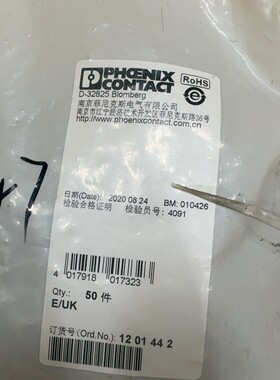 PHOENIX
CONTACT
RoHS
e
D-32825 Blomberg
南京菲尼克斯电气有限公司
南京市江宁经济技术开发区菲尼克斯路36号
http://www.phoenixcontact.com.cn
日期(Date): 2020 08 24 BM: 010426
检验合格证明 检验员号: 4091
4 017918 017323
Qty.: 50 件
E/UK
订货号(Ord.No.): 12 01 44 2